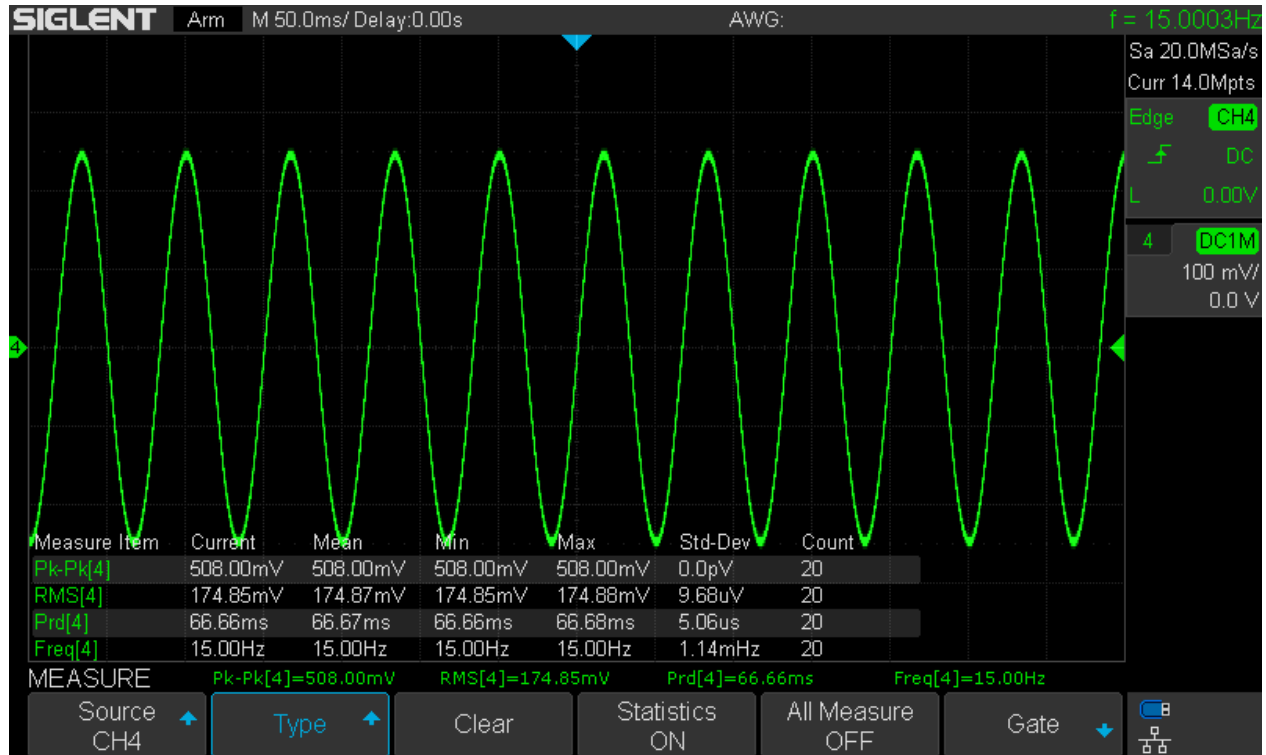 SIGLENT Arm M 50.0ms/ Delay:0.00s AWG: f = 15.0003Hz
Sa 20.0MSa/s
Curr 14.0Mpts
Edge CH4
DC
L 0.00V
4 DC1M
100 mV/
0.0 V
4
Measure Item Current Mean Min Max Std-Dev Count
Pk-Pk[4] 508.00mV 508.00mV 508.00mV 508.00mV 0.0pV 20
RMS[4] 174.85mV 174.87mV 174.85mV 174.88mV 9.68uV 20
Prd[4] 66.66ms 66.67ms 66.66ms 66.68ms 5.06us 20
Freq[4] 15.00Hz 15.00Hz 15.00Hz 15.00Hz 1.14mHz 20
MEASURE Pk-Pk[4]=508.00mV RMS[4]=174.85mV Prd[4]=66.66ms Freq[4]=15.00Hz
Source Type Clear Statistics All Measure Gate
CH4 ON OFF